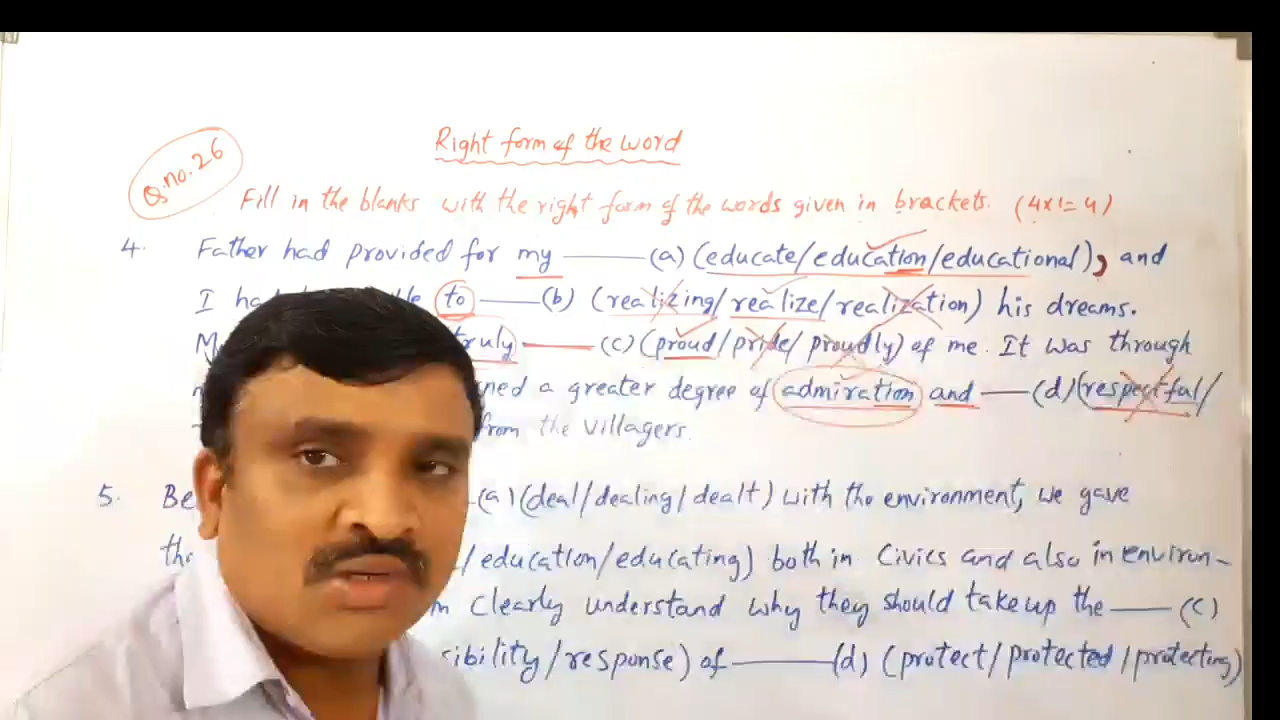 Q.no.26
Right form of the word
Fill in the blanks with the right form of the words given in brackets. (4x1=4)
4. Father had provided for my ——— (a) (educate/education/educational), and
I to —— (b) (realizing/realize/realization) his dreams.
truly —— (c) (proud/pride/proudly) of me. It was through
a greater degree of admiration and —— (d) (respectful/
from the villagers.
5. (a) (deal/dealing/dealt) with the environment, we gave
/education/educating) both in Civics and also in environ-
clearly understand why they should take up the —— (c)
/response) of ——— (d) (protect/protected/protecting)